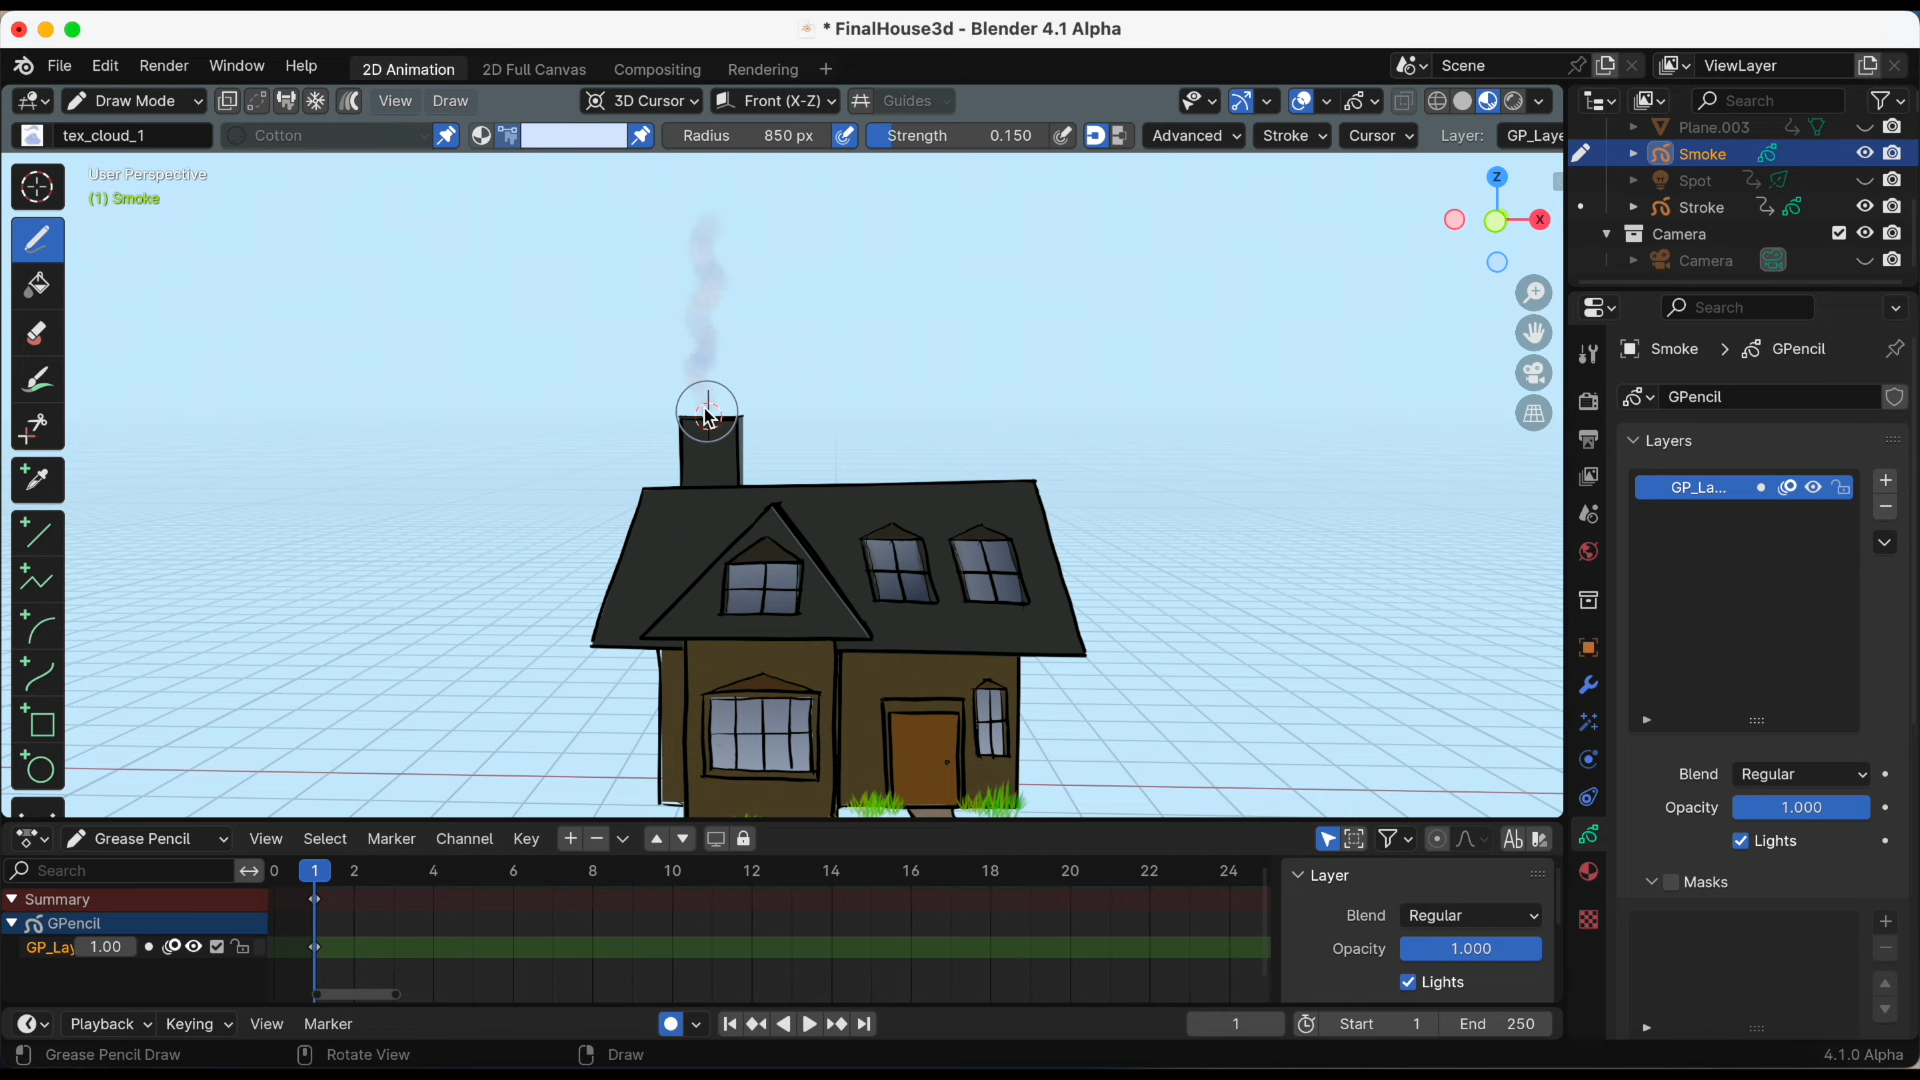 * FinalHouse3d - Blender 4.1 Alpha
File Edit Render Window Help 2D Animation 2D Full Canvas Compositing Rendering + Scene ViewLayer
Draw Mode View Draw 3D Cursor Front (X-Z) Guides Search
tex_cloud_1 Cotton Radius 850 px Strength 0.150 Advanced Stroke Cursor Layer: GP_Laye
Plane.003
Smoke
Spot
Stroke
Camera
Camera
User Perspective
(1) Smoke
Z
X
Search
Smoke > GPencil
GPencil
Layers
GP_La...
Blend Regular
Opacity 1.000
Lights
Masks
Grease Pencil View Select Marker Channel Key
Search 0 1 2 4 6 8 10 12 14 16 18 20 22 24
Summary
GPencil
GP_Lay 1.00
Layer
Blend Regular
Opacity 1.000
Lights
Playback Keying View Marker 1 Start 1 End 250
Grease Pencil Draw Rotate View Draw 4.1.0 Alpha